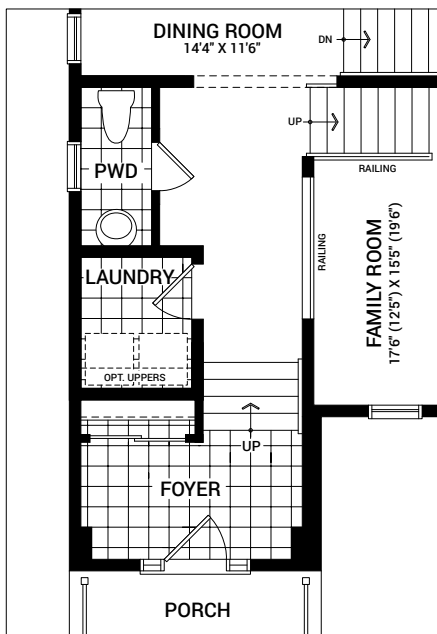 DINING ROOM
14'4" X 11'6"
DN
UP
RAILING
PWD
RAILING
FAMILY ROOM
17'6" (12'5") X 15'5" (19'6")
LAUNDRY
OPT. UPPERS
UP
FOYER
PORCH